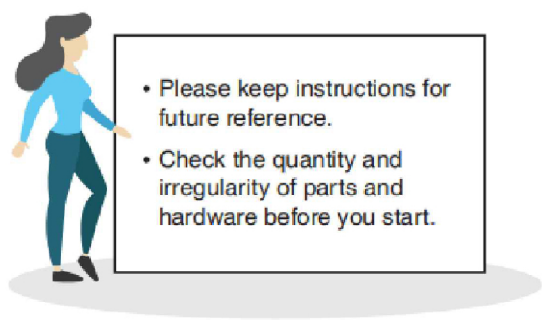 • Please keep instructions for
future reference.
• Check the quantity and
irregularity of parts and
hardware before you start.